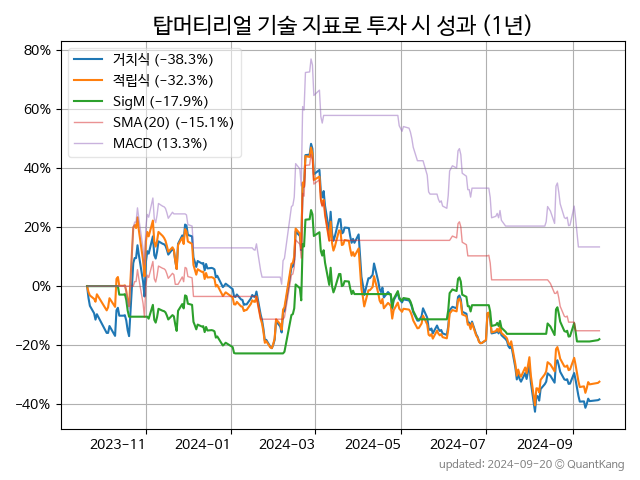 탑머티리얼 기술 지표로 투자 시 성과 (1년)
80%
60%
40%
20%
0%
−20%
−40%
거치식 (−38.3%)
적립식 (−32.3%)
SigM (−17.9%)
SMA(20) (−15.1%)
MACD (13.3%)
2023−11 2024−01 2024−03 2024−05 2024−07 2024−09
updated: 2024−09−20 © QuantKang